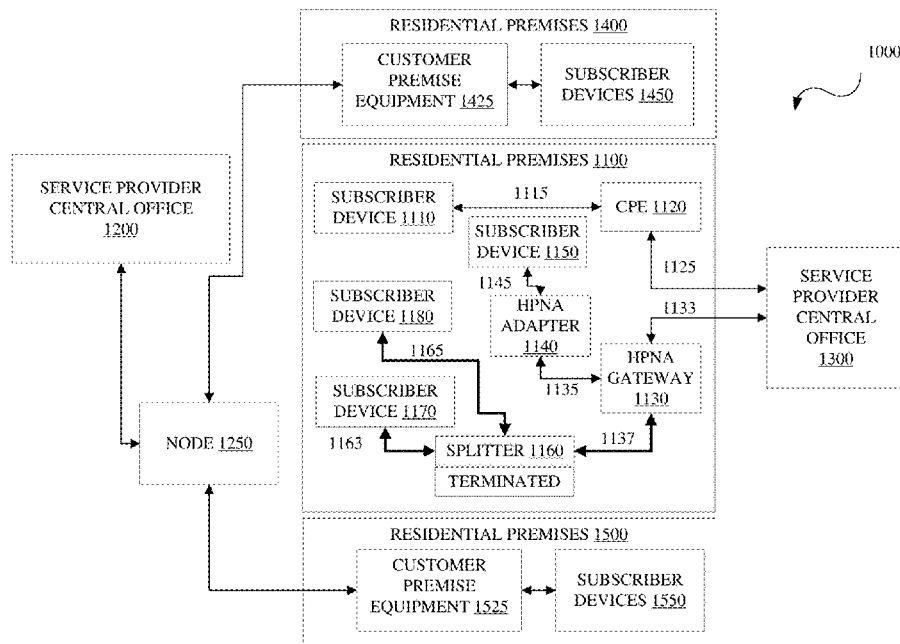 RESIDENTIAL PREMISES 1400
CUSTOMER
PREMISE
EQUIPMENT 1425
SUBSCRIBER
DEVICES 1450
1000
SERVICE PROVIDER
CENTRAL OFFICE
1200
RESIDENTIAL PREMISES 1100
SUBSCRIBER
DEVICE 1110
1115
CPE 1120
SUBSCRIBER
DEVICE 1150
1125
1145
SUBSCRIBER
DEVICE
1180
HPNA
ADAPTER
1140
1133
SERVICE
PROVIDER
CENTRAL
OFFICE
1300
1165
HPNA
GATEWAY
1130
1135
SUBSCRIBER
DEVICE 1170
1163
SPLITTER 1160
1137
TERMINATED
NODE 1250
RESIDENTIAL PREMISES 1500
CUSTOMER
PREMISE
EQUIPMENT 1525
SUBSCRIBER
DEVICES 1550